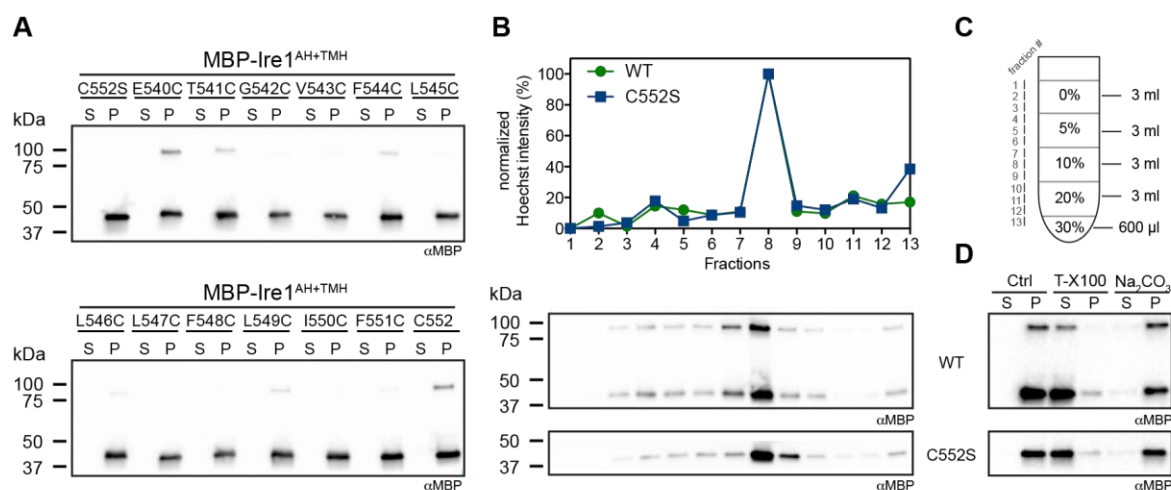 A
MBP-Ire1AH+TMH
C552S E540C T541C G542C V543C F544C L545C
S P S P S P S P S P S P S P
kDa
100
75
50
37
αMBP
MBP-Ire1AH+TMH
L546C L547C F548C L549C I550C F551C C552
S P S P S P S P S P S P S P
kDa
100
75
50
37
αMBP
B
WT
C552S
normalized
Hoechst intensity (%)
100
80
60
40
20
0
1 2 3 4 5 6 7 8 9 10 11 12 13
Fractions
kDa
100
75
50
37
αMBP
50
37
αMBP
C
fraction #
1
2
3
4
5
6
7
8
9
10
11
12
13
0% 3 ml
5% 3 ml
10% 3 ml
20% 3 ml
30% 600 µl
D
Ctrl T-X100 Na2CO3
S P S P S P
WT
αMBP
C552S
αMBP